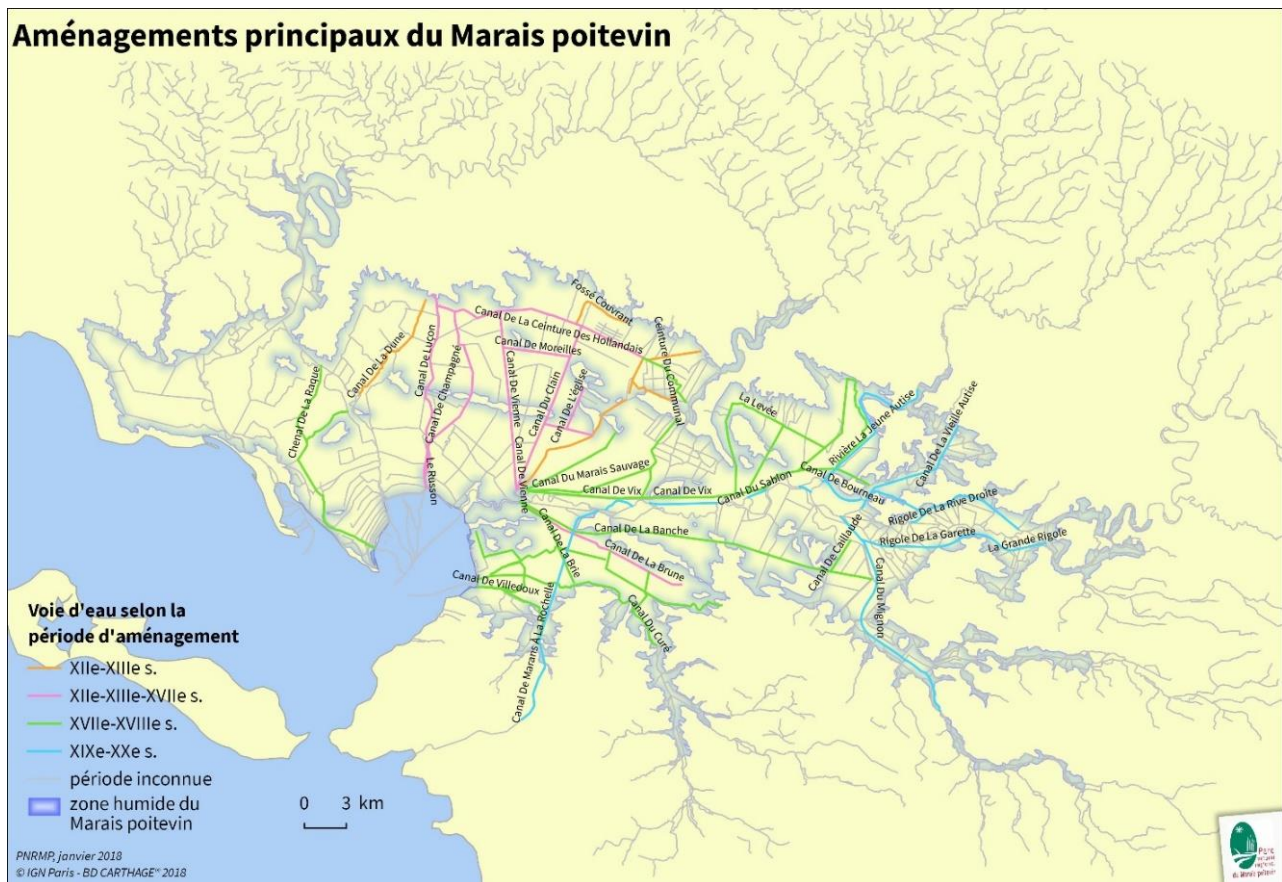 Aménagements principaux du Marais poitevin
Fossé Couvrant
Canal De La Ceinture Des Hollandais
Ceinture Du Communal
Canal De La Dune
Canal De Luçon
Canal De Champagné
Canal De Moreilles
Canal De Vienne
Canal Du Clain
Canal De L'église
Chenal De La Raque
Le Russon
Canal De Vienne
La Levée
Rivière La Jeune Autise
Canal De La Vieille Autise
Canal Du Marais Sauvage
Canal De Vix
Canal De Vix
Canal Du Sablon
Canal De Bourneau
Rigole De La Rive Droite
Canal De La Banche
Canal De La Brie
Canal De La Brune
Canal De Caillaude
Rigole De La Garette
La Grande Rigole
Canal De Villedoux
Canal Du Curé
Canal Du Mignon
Canal De Marans À La Rochelle
Voie d'eau selon la
période d'aménagement
XIIe-XIIIe s.
XIIe-XIIIe-XVIIe s.
XVIIe-XVIIIe s.
XIXe-XXe s.
période inconnue
zone humide du
Marais poitevin
0 3 km
PNRMP, janvier 2018
© IGN Paris - BD CARTHAGE 2018
Parc
naturel
régional
du Marais poitevin